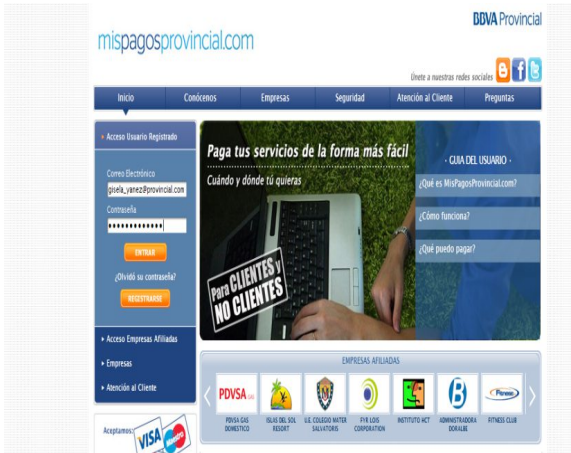 BBVA Provincial
mispagosprovincial.com
Únete a nuestras redes sociales
Inicio
Conócenos
Empresas
Seguridad
Atención al Cliente
Preguntas
Acceso Usuario Registrado
Correo Electrónico
gisela_yanez@provincial.com
Contraseña
ENTRAR
¿Olvidó su contraseña?
REGISTRARSE
Acceso Empresas Afiliadas
Empresas
Atención al Cliente
Aceptamos:
VISA
Paga tus servicios de la forma más fácil
Cuándo y dónde tú quieras
Para CLIENTES y
NO CLIENTES
· GUIA DEL USUARIO ·
¿Qué es MisPagosProvincial.com?
¿Cómo funciona?
¿Qué puedo pagar?
EMPRESAS AFILIADAS
PDVSA GAS
PDVSA GAS
DOMESTICO
ISLAS DEL SOL
RESORT
U.E. COLEGIO MATER
SALVATORIS
FYR LOIS
CORPORATION
INSTITUTO HCT
ADMINISTRADORA
DORALBE
Fitness
FITNESS CLUB